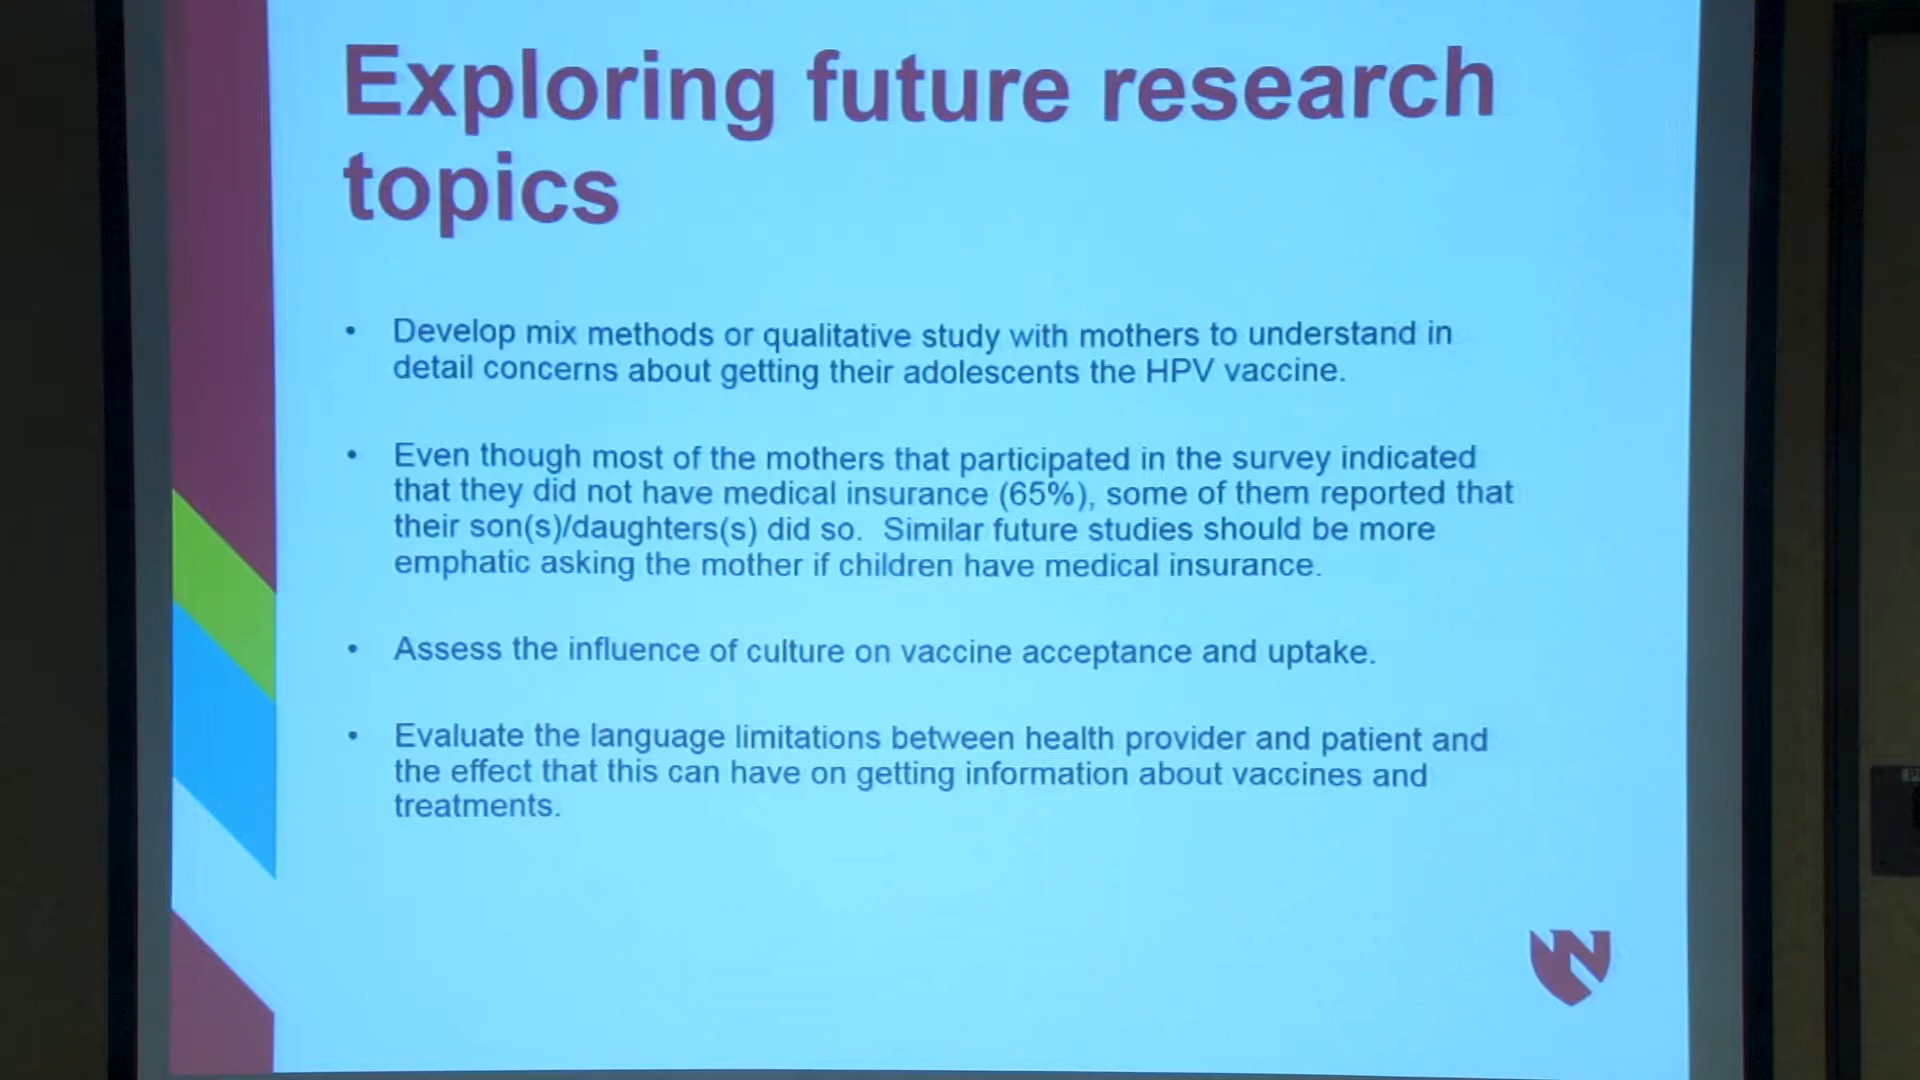 Exploring future research
topics
• Develop mix methods or qualitative study with mothers to understand in
detail concerns about getting their adolescents the HPV vaccine.
• Even though most of the mothers that participated in the survey indicated
that they did not have medical insurance (65%), some of them reported that
their son(s)/daughters(s) did so. Similar future studies should be more
emphatic asking the mother if children have medical insurance.
• Assess the influence of culture on vaccine acceptance and uptake.
• Evaluate the language limitations between health provider and patient and
the effect that this can have on getting information about vaccines and
treatments.
N